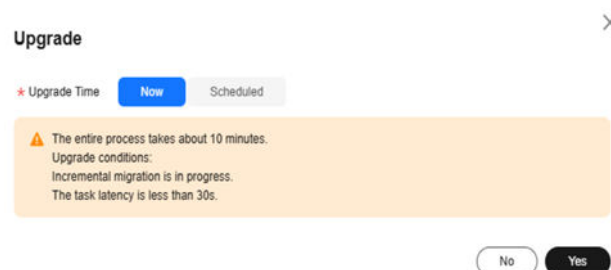 Upgrade
* Upgrade Time Now Scheduled
The entire process takes about 10 minutes.
Upgrade conditions:
Incremental migration is in progress.
The task latency is less than 30s.
No Yes